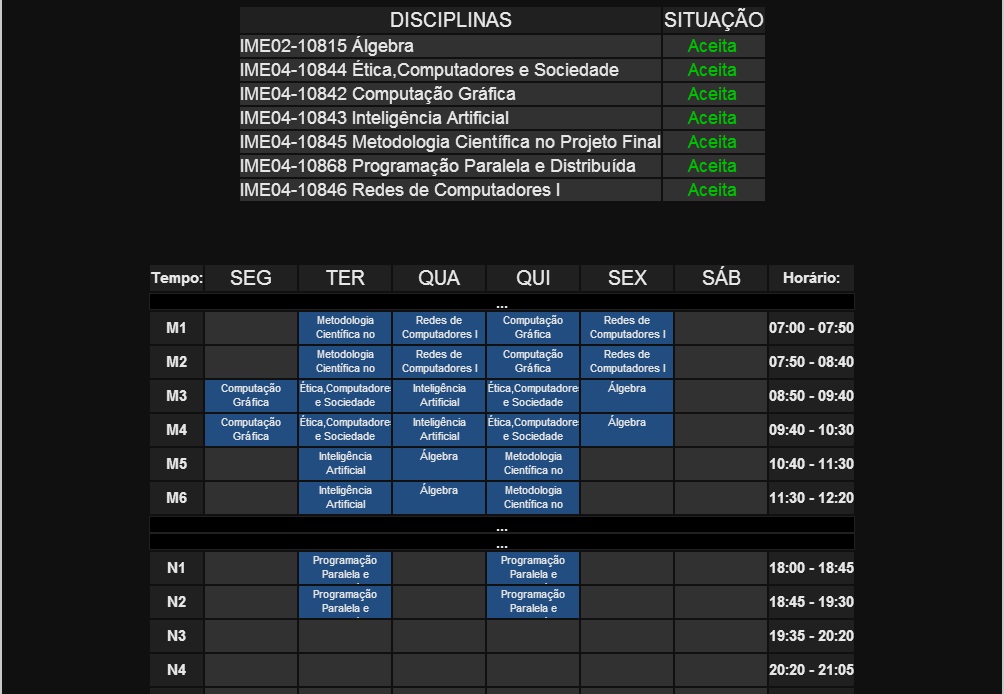 DISCIPLINAS SITUAÇÃO
IME02-10815 Álgebra Aceita
IME04-10844 Ética,Computadores e Sociedade Aceita
IME04-10842 Computação Gráfica Aceita
IME04-10843 Inteligência Artificial Aceita
IME04-10845 Metodologia Científica no Projeto Final Aceita
IME04-10868 Programação Paralela e Distribuída Aceita
IME04-10846 Redes de Computadores I Aceita
Tempo: SEG TER QUA QUI SEX SÁB Horário:
...
Metodologia Redes de Computação Redes de
M1 Científica no Computadores I Gráfica Computadores I 07:00 - 07:50
Metodologia Redes de Computação Redes de
M2 Científica no Computadores I Gráfica Computadores I 07:50 - 08:40
Computação Ética,Computadore Inteligência Ética,Computadore Álgebra
M3 Gráfica e Sociedade Artificial e Sociedade 08:50 - 09:40
Computação Ética,Computadore Inteligência Ética,Computadore Álgebra
M4 Gráfica e Sociedade Artificial e Sociedade 09:40 - 10:30
Inteligência Álgebra Metodologia
M5 Artificial Científica no 10:40 - 11:30
Inteligência Álgebra Metodologia
M6 Artificial Científica no 11:30 - 12:20
...
...
Programação Programação
N1 Paralela e Paralela e 18:00 - 18:45
Programação Programação
N2 Paralela e Paralela e 18:45 - 19:30
N3 19:35 - 20:20
N4 20:20 - 21:05